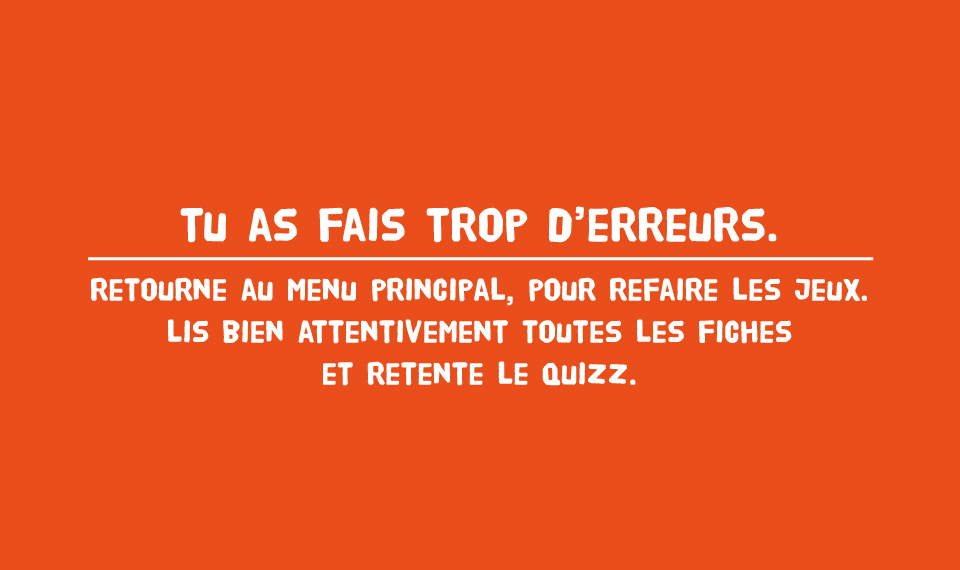 TU AS FAIS TROP D'ERREURS.
RETOURNE AU MENU PRINCIPAL, POUR REFAIRE LES JEUX.
LIS BIEN ATTENTIVEMENT TOUTES LES FICHES
ET RETENTE LE QUIZZ.